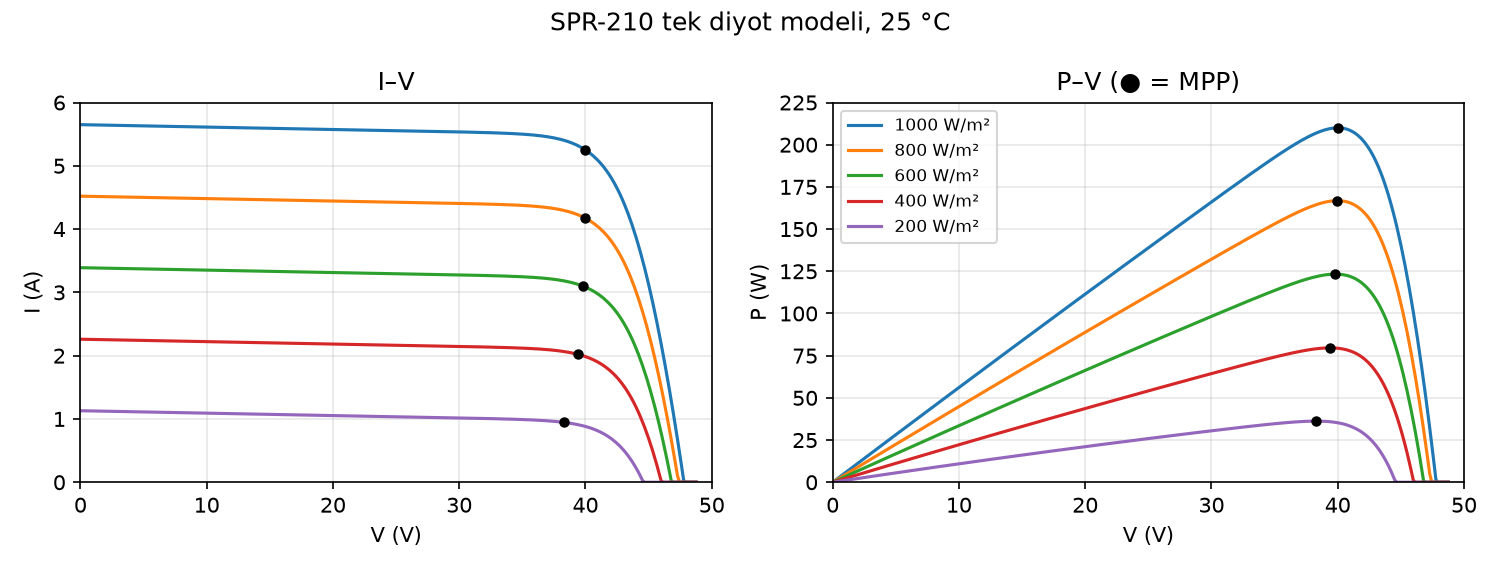 SPR-210 tek diyot modeli, 25 °C
I–V
6
5
4
3
2
1
0
I (A)
0 10 20 30 40 50
V (V)
P–V (● = MPP)
225
200
175
150
125
100
75
50
25
0
P (W)
1000 W/m²
800 W/m²
600 W/m²
400 W/m²
200 W/m²
0 10 20 30 40 50
V (V)